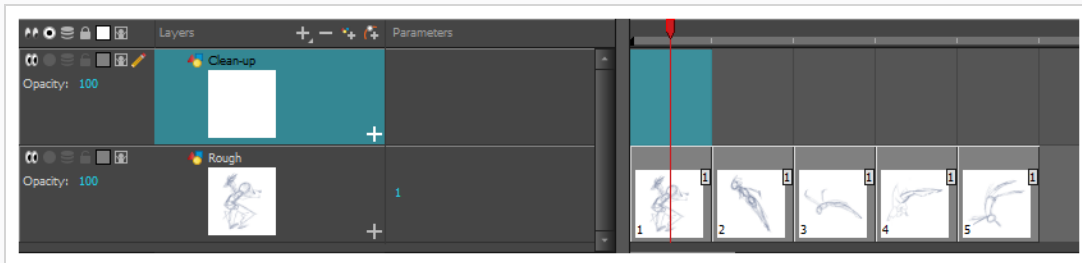 Layers
Parameters
Clean-up
Opacity: 100
Rough
Opacity: 100
1
1 1 1 1 1
1 2 3 4 5